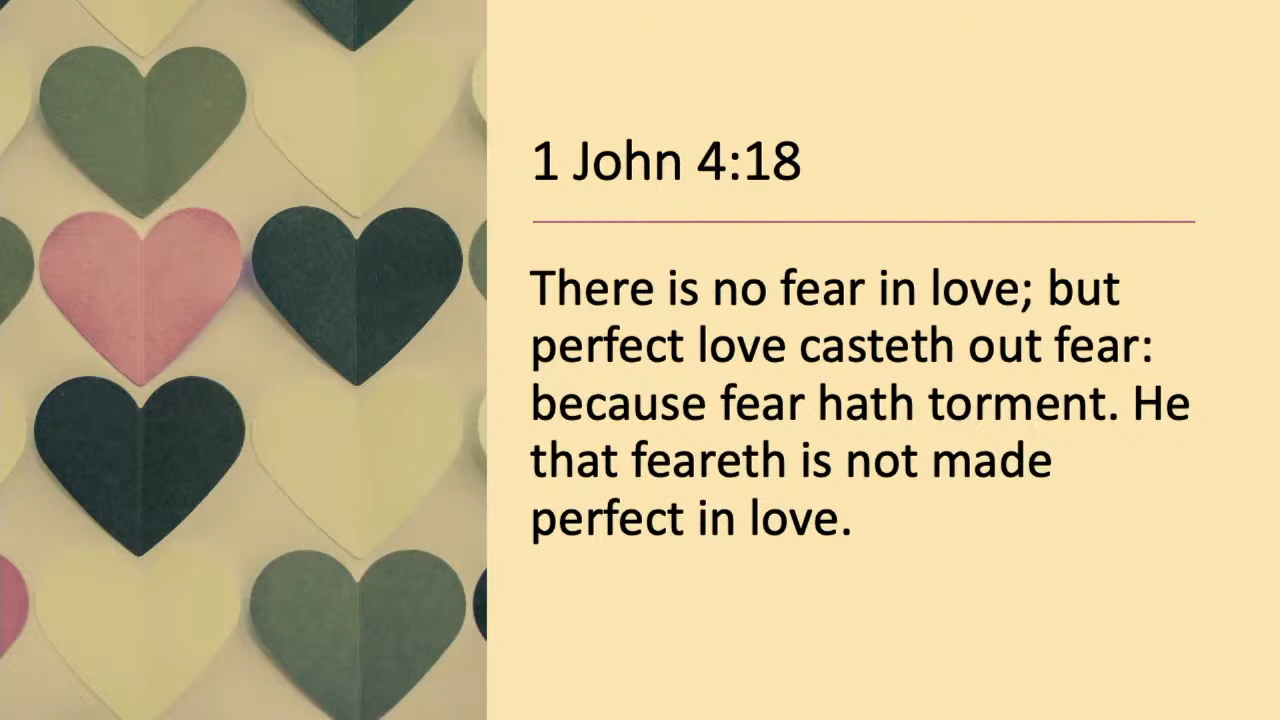 1 John 4:18
There is no fear in love; but
perfect love casteth out fear:
because fear hath torment. He
that feareth is not made
perfect in love.